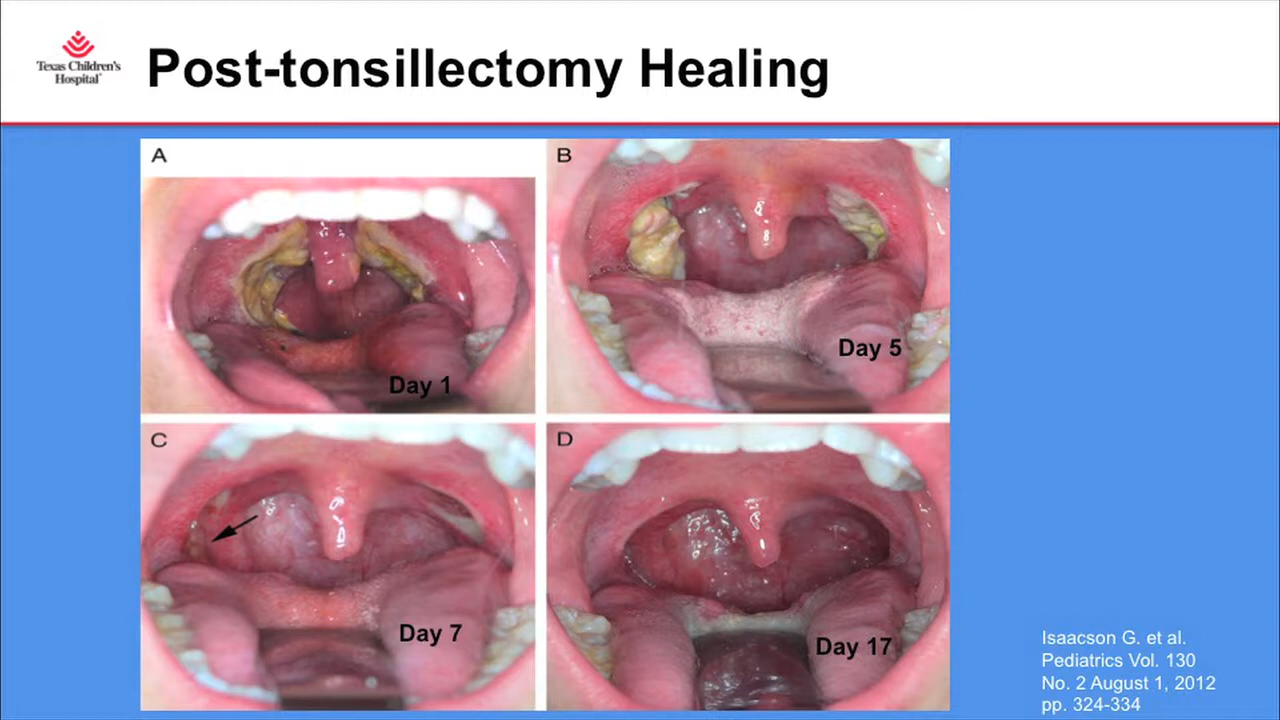 Texas Children's
Hospital®
Post-tonsillectomy Healing
A
B
Day 1
Day 5
C
D
Day 7
Day 17
Isaacson G. et al.
Pediatrics Vol. 130
No. 2 August 1, 2012
pp. 324-334